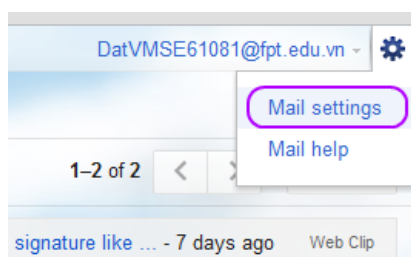 DatVMSE61081@fpt.edu.vn
Mail settings
Mail help
1–2 of 2
signature like ... - 7 days ago Web Clip